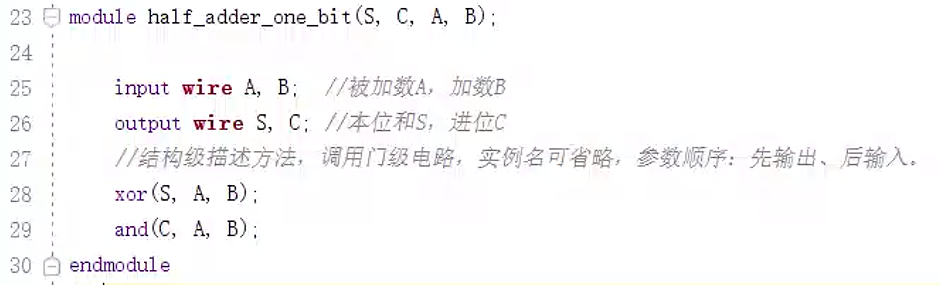 23 module half_adder_one_bit(S, C, A, B);
24
25 input wire A, B; //被加数A，加数B
26 output wire S, C; //本位和S，进位C
27 //结构级描述方法，调用门级电路，实例名可省略，参数顺序：先输出、后输入。
28 xor(S, A, B);
29 and(C, A, B);
30 endmodule